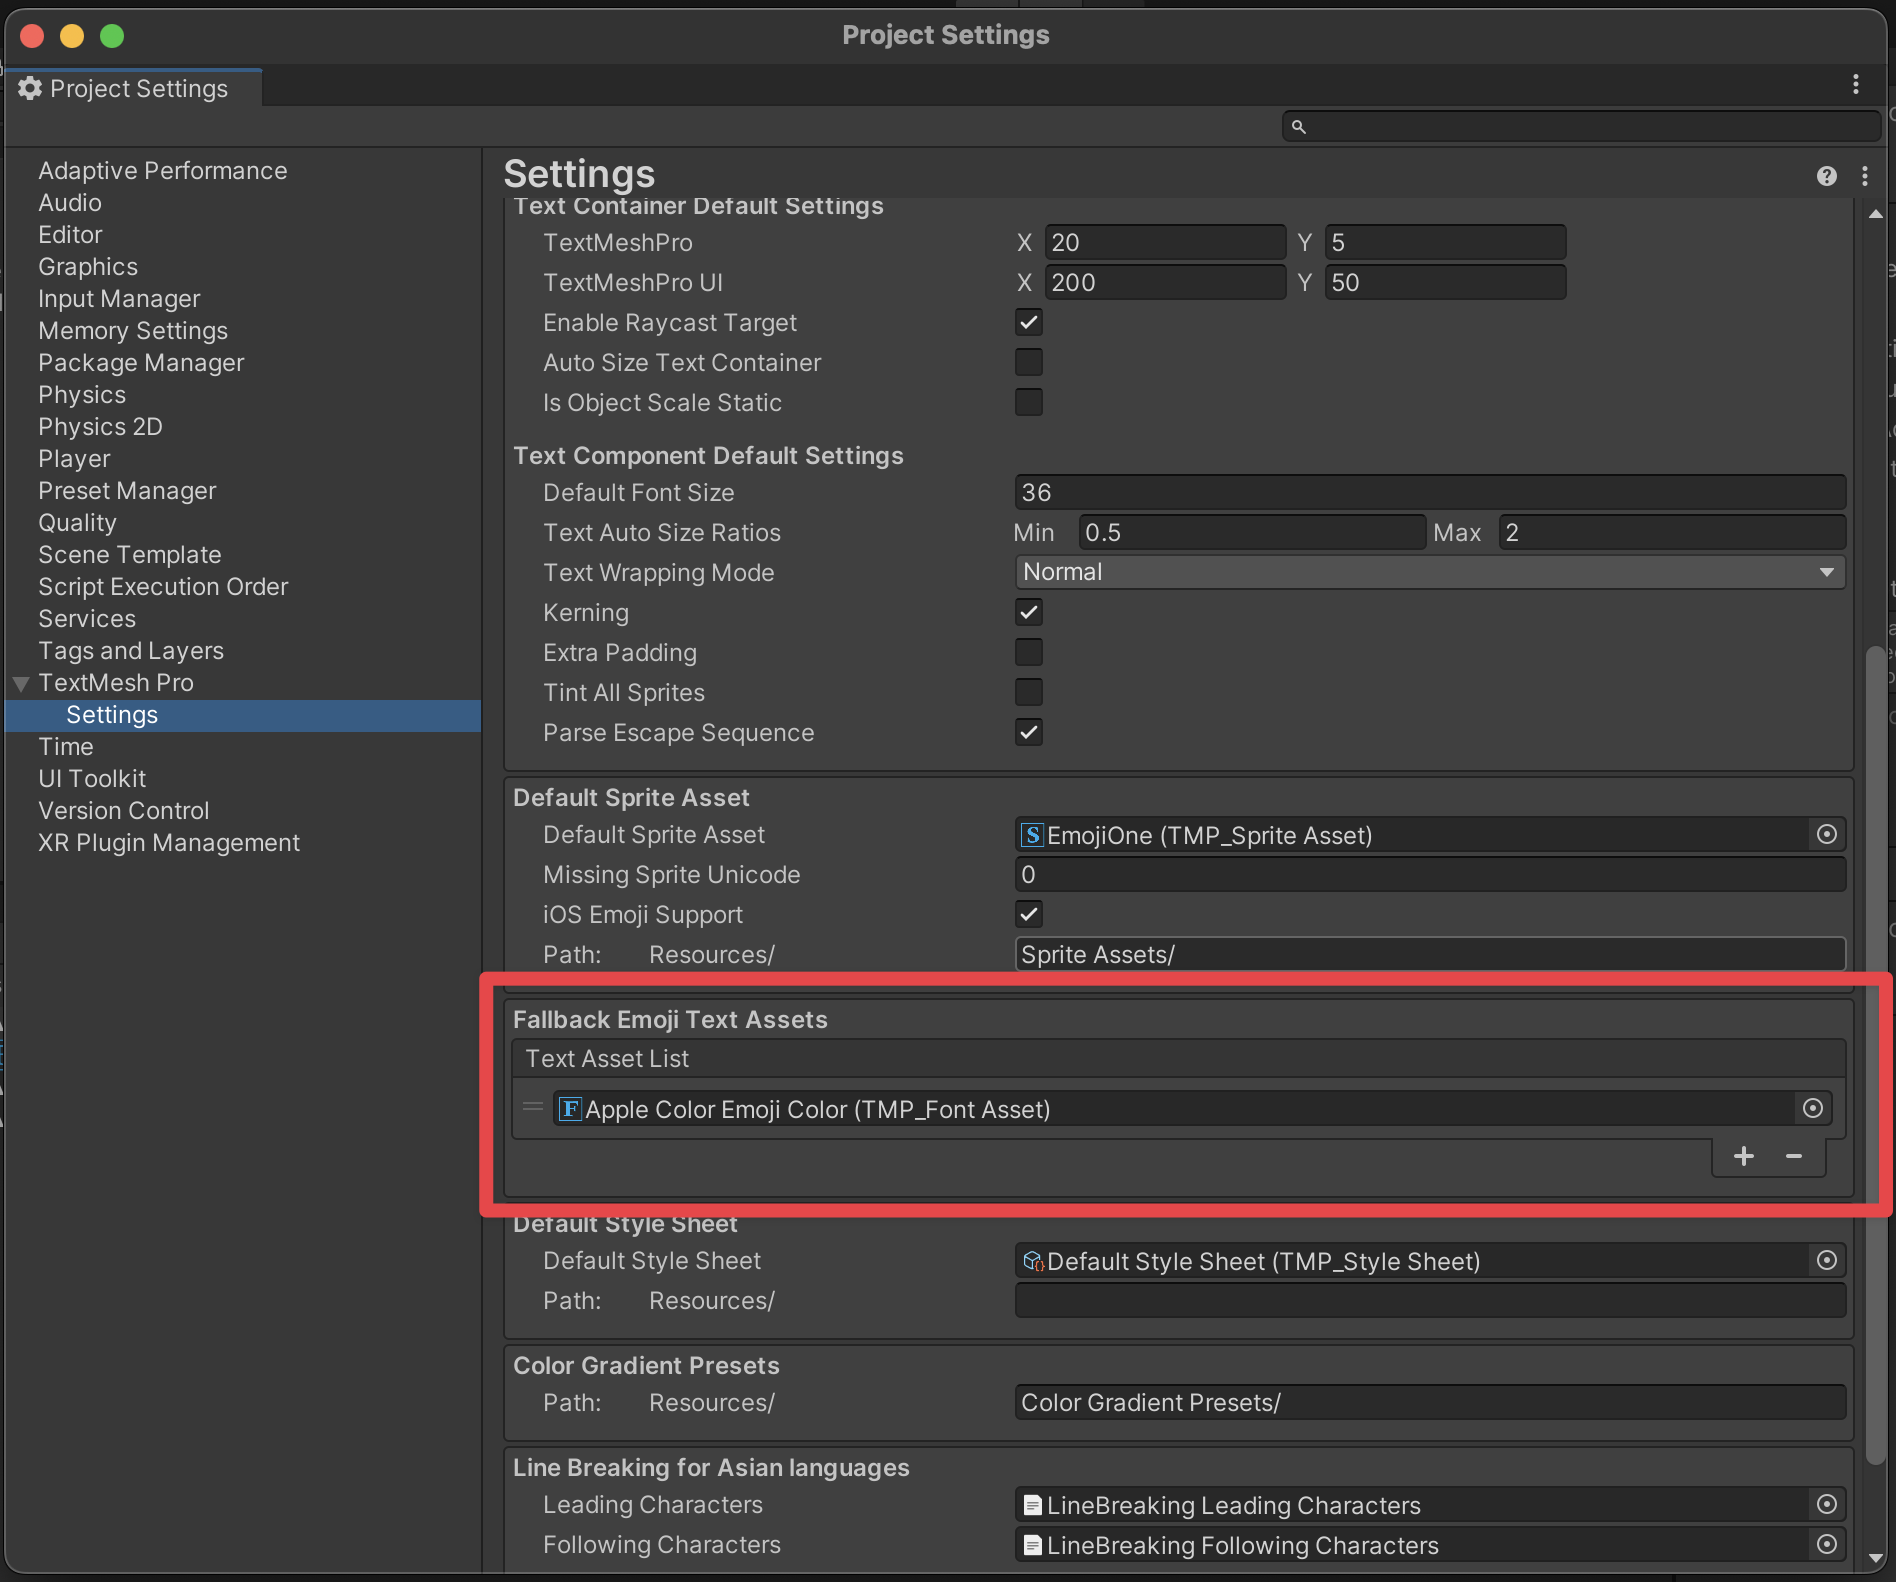 Project Settings
Project Settings
Settings
Adaptive Performance
Audio
Editor
Graphics
Input Manager
Memory Settings
Package Manager
Physics
Physics 2D
Player
Preset Manager
Quality
Scene Template
Script Execution Order
Services
Tags and Layers
TextMesh Pro
Settings
Time
UI Toolkit
Version Control
XR Plugin Management
Text Container Default Settings
TextMeshPro X 20 Y 5
TextMeshPro UI X 200 Y 50
Enable Raycast Target
Auto Size Text Container
Is Object Scale Static
Text Component Default Settings
Default Font Size 36
Text Auto Size Ratios Min 0.5 Max 2
Text Wrapping Mode Normal
Kerning
Extra Padding
Tint All Sprites
Parse Escape Sequence
Default Sprite Asset
Default Sprite Asset S EmojiOne (TMP_Sprite Asset)
Missing Sprite Unicode 0
iOS Emoji Support
Path: Resources/ Sprite Assets/
Fallback Emoji Text Assets
Text Asset List
F Apple Color Emoji Color (TMP_Font Asset)
Default Style Sheet
Default Style Sheet Default Style Sheet (TMP_Style Sheet)
Path: Resources/
Color Gradient Presets
Path: Resources/ Color Gradient Presets/
Line Breaking for Asian languages
Leading Characters LineBreaking Leading Characters
Following Characters LineBreaking Following Characters